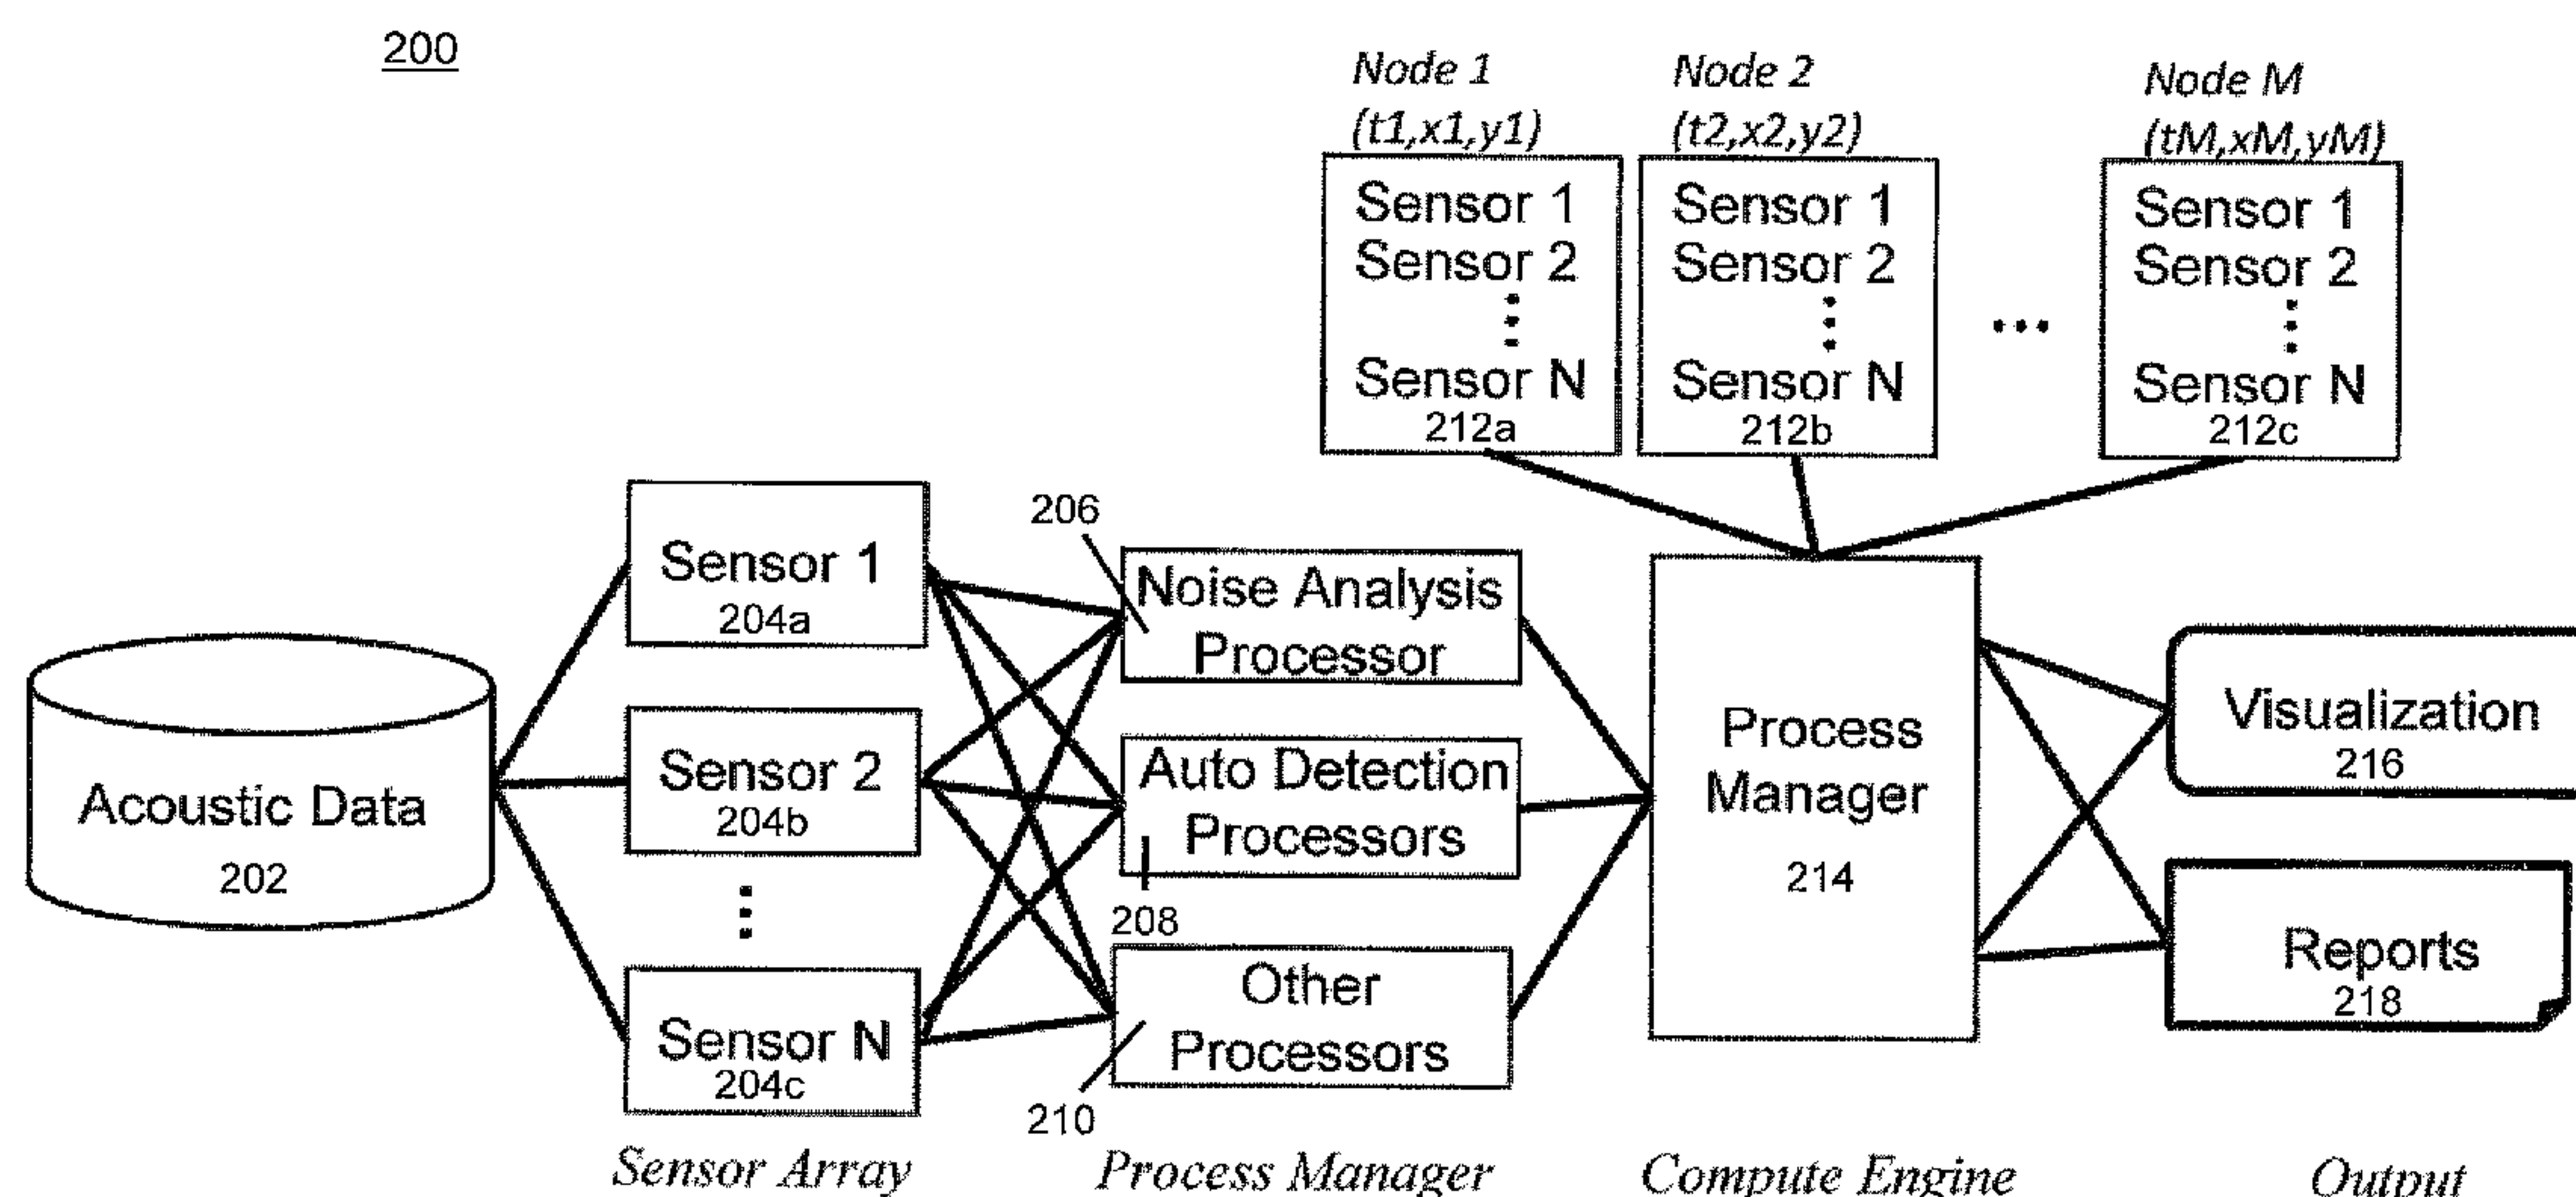 200
Node 1
(t1,x1,y1)
Sensor 1
Sensor 2
Sensor N
212a
Node 2
(t2,x2,y2)
Sensor 1
Sensor 2
Sensor N
212b
...
Node M
(tM,xM,yM)
Sensor 1
Sensor 2
Sensor N
212c
Acoustic Data
202
Sensor 1
204a
Sensor 2
204b
Sensor N
204c
206
Noise Analysis
Processor
Auto Detection
Processors
208
Other
Processors
210
Process
Manager
214
Visualization
216
Reports
218
Sensor Array
Process Manager
Compute Engine
Output